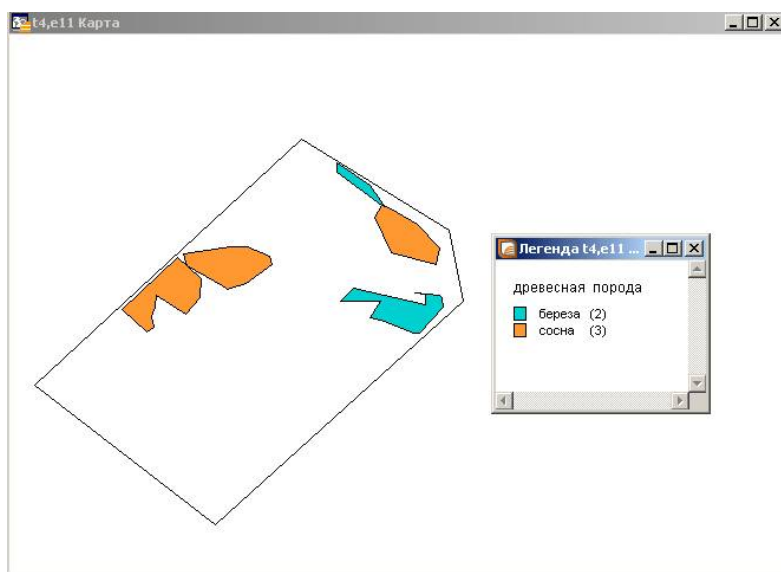 t4,e11 Карта
Легенда t4,e11 ...
древесная порода
береза (2)
сосна (3)